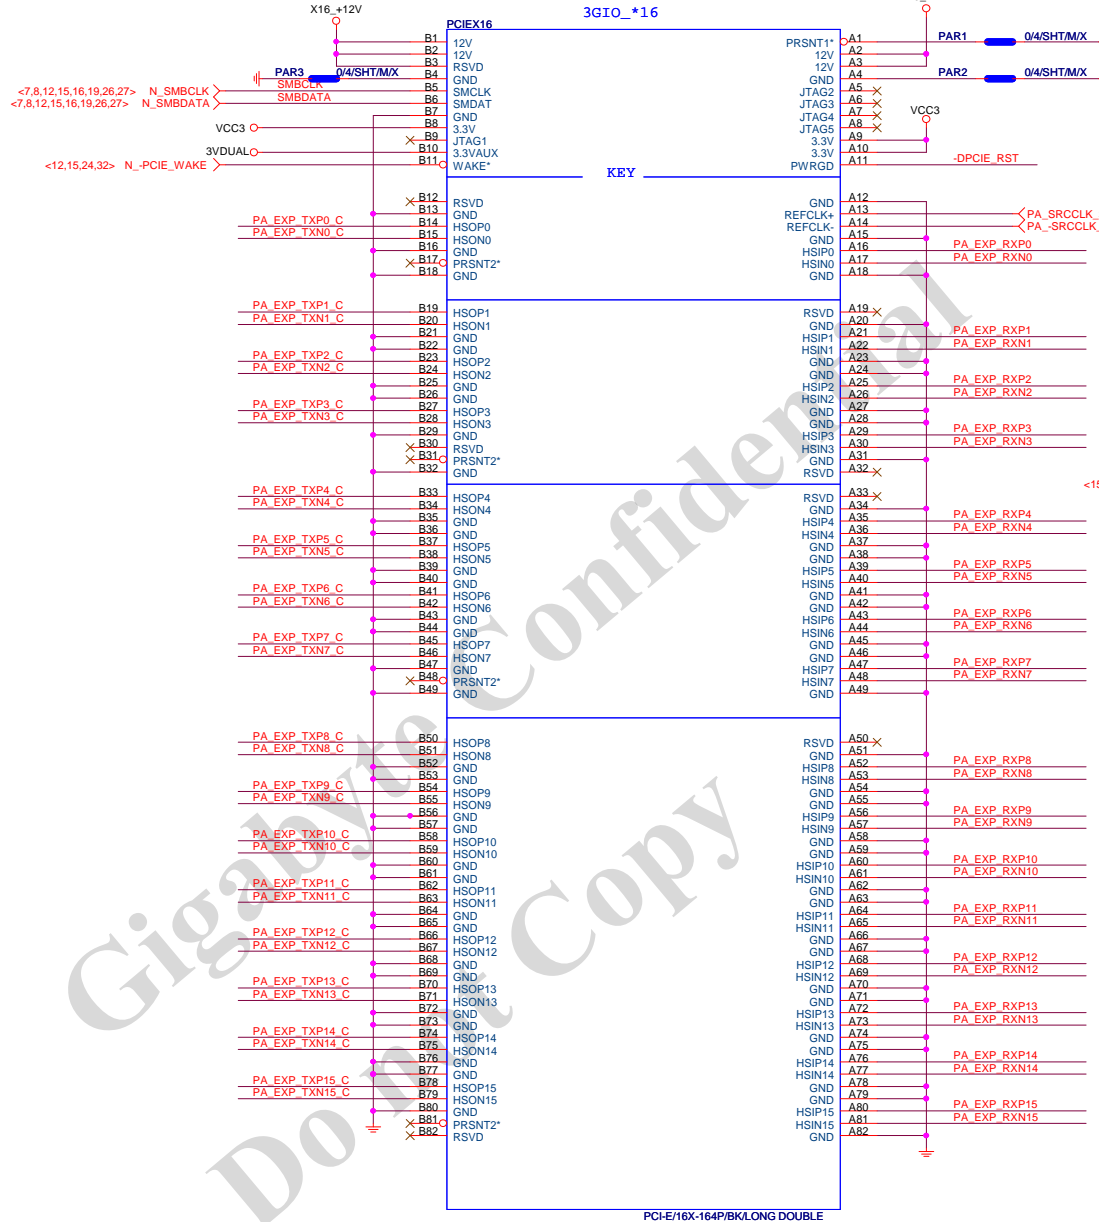 X16_+12V
3GIO_*16
PCIEX16
B1 12V PRSNT1* A1 PAR1 0/4/SHT/M/X
B2 12V 12V A2
B3 RSVD 12V A3
PAR3 0/4/SHT/M/X B4 GND GND A4 PAR2 0/4/SHT/M/X
<7,8,12,15,16,19,26,27> N_SMBCLK SMBCLK B5 SMCLK JTAG2 A5
<7,8,12,15,16,19,26,27> N_SMBDATA SMBDATA B6 SMDAT JTAG3 A6
B7 GND JTAG4 A7 VCC3
VCC3 B8 3.3V JTAG5 A8
B9 JTAG1 3.3V A9
3VDUAL B10 3.3VAUX 3.3V A10
<12,15,24,32> N_-PCIE_WAKE B11 WAKE* PWRGD A11 -DPCIE_RST
KEY
B12 RSVD GND A12
B13 GND REFCLK+ A13 PA_SRCCLK_
PA_EXP_TXP0_C B14 HSOP0 REFCLK- A14 PA_-SRCCLK_
PA_EXP_TXN0_C B15 HSON0 GND A15
B16 GND HSIP0 A16 PA_EXP_RXP0
B17 PRSNT2* HSIN0 A17 PA_EXP_RXN0
B18 GND GND A18
PA_EXP_TXP1_C B19 HSOP1 RSVD A19
PA_EXP_TXN1_C B20 HSON1 GND A20
B21 GND HSIP1 A21 PA_EXP_RXP1
B22 GND HSIN1 A22 PA_EXP_RXN1
PA_EXP_TXP2_C B23 HSOP2 GND A23
PA_EXP_TXN2_C B24 HSON2 GND A24
B25 GND HSIP2 A25 PA_EXP_RXP2
B26 GND HSIN2 A26 PA_EXP_RXN2
PA_EXP_TXP3_C B27 HSOP3 GND A27
PA_EXP_TXN3_C B28 HSON3 GND A28
B29 GND HSIP3 A29 PA_EXP_RXP3
B30 RSVD HSIN3 A30 PA_EXP_RXN3
B31 PRSNT2* GND A31
B32 GND RSVD A32
<15
PA_EXP_TXP4_C B33 HSOP4 RSVD A33
PA_EXP_TXN4_C B34 HSON4 GND A34
B35 GND HSIP4 A35 PA_EXP_RXP4
B36 GND HSIN4 A36 PA_EXP_RXN4
PA_EXP_TXP5_C B37 HSOP5 GND A37
PA_EXP_TXN5_C B38 HSON5 GND A38
B39 GND HSIP5 A39 PA_EXP_RXP5
B40 GND HSIN5 A40 PA_EXP_RXN5
PA_EXP_TXP6_C B41 HSOP6 GND A41
PA_EXP_TXN6_C B42 HSON6 GND A42
B43 GND HSIP6 A43 PA_EXP_RXP6
B44 GND HSIN6 A44 PA_EXP_RXN6
PA_EXP_TXP7_C B45 HSOP7 GND A45
PA_EXP_TXN7_C B46 HSON7 GND A46
B47 GND HSIP7 A47 PA_EXP_RXP7
B48 PRSNT2* HSIN7 A48 PA_EXP_RXN7
B49 GND GND A49
PA_EXP_TXP8_C B50 HSOP8 RSVD A50
PA_EXP_TXN8_C B51 HSON8 GND A51
B52 GND HSIP8 A52 PA_EXP_RXP8
B53 GND HSIN8 A53 PA_EXP_RXN8
PA_EXP_TXP9_C B54 HSOP9 GND A54
PA_EXP_TXN9_C B55 HSON9 GND A55
B56 GND HSIP9 A56 PA_EXP_RXP9
B57 GND HSIN9 A57 PA_EXP_RXN9
PA_EXP_TXP10_C B58 HSOP10 GND A58
PA_EXP_TXN10_C B59 HSON10 GND A59
B60 GND HSIP10 A60 PA_EXP_RXP10
B61 GND HSIN10 A61 PA_EXP_RXN10
PA_EXP_TXP11_C B62 HSOP11 GND A62
PA_EXP_TXN11_C B63 HSON11 GND A63
B64 GND HSIP11 A64 PA_EXP_RXP11
B65 GND HSIN11 A65 PA_EXP_RXN11
PA_EXP_TXP12_C B66 HSOP12 GND A66
PA_EXP_TXN12_C B67 HSON12 GND A67
B68 GND HSIP12 A68 PA_EXP_RXP12
B69 GND HSIN12 A69 PA_EXP_RXN12
PA_EXP_TXP13_C B70 HSOP13 GND A70
PA_EXP_TXN13_C B71 HSON13 GND A71
B72 GND HSIP13 A72 PA_EXP_RXP13
B73 GND HSIN13 A73 PA_EXP_RXN13
PA_EXP_TXP14_C B74 HSOP14 GND A74
PA_EXP_TXN14_C B75 HSON14 GND A75
B76 GND HSIP14 A76 PA_EXP_RXP14
B77 GND HSIN14 A77 PA_EXP_RXN14
PA_EXP_TXP15_C B78 HSOP15 GND A78
PA_EXP_TXN15_C B79 HSON15 GND A79
B80 GND HSIP15 A80 PA_EXP_RXP15
B81 PRSNT2* HSIN15 A81 PA_EXP_RXN15
B82 RSVD GND A82
PCI-E/16X-164P/BK/LONG DOUBLE
Gigabyte Confidential
Do not Copy